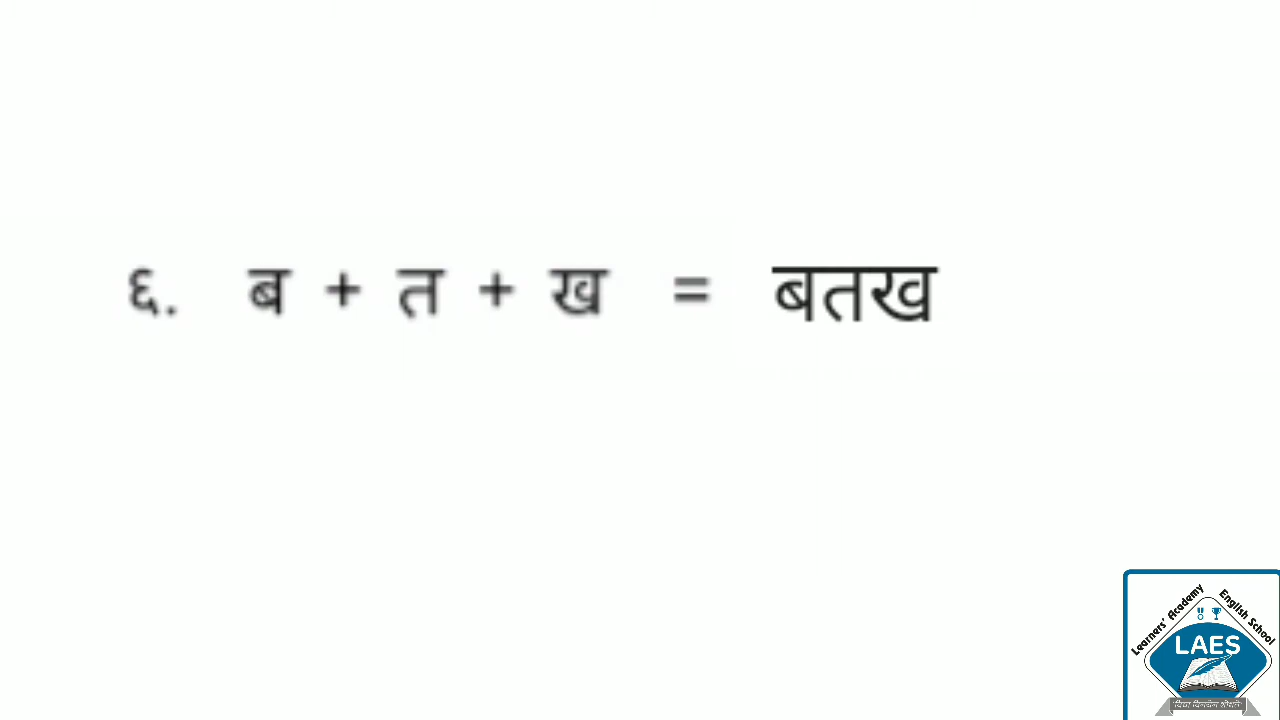 ६. ब + त + ख = बतख
Learners' Academy English School
LAES